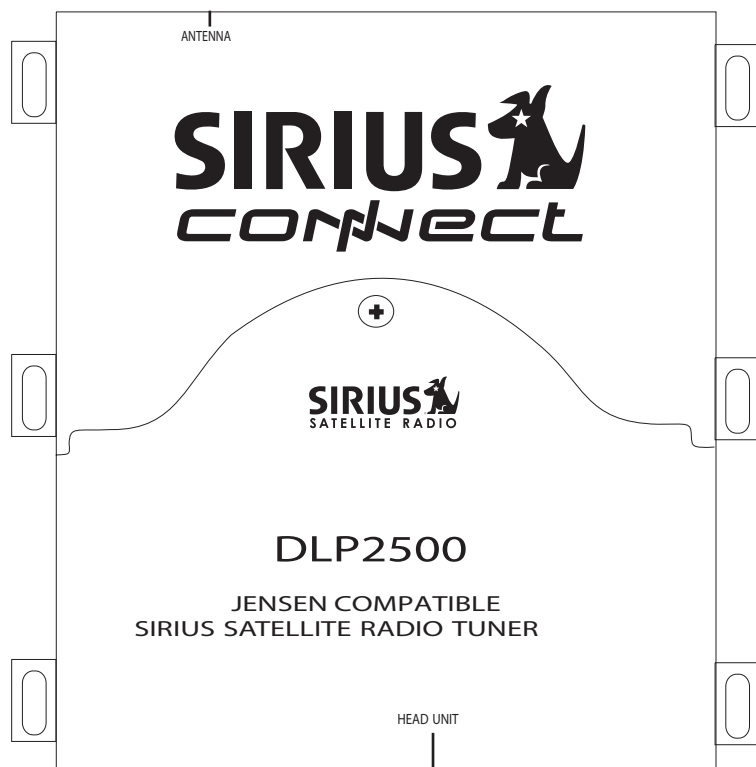 ANTENNA
SIRIUS
connect
SIRIUS
SATELLITE RADIO
DLP2500
JENSEN COMPATIBLE
SIRIUS SATELLITE RADIO TUNER
HEAD UNIT